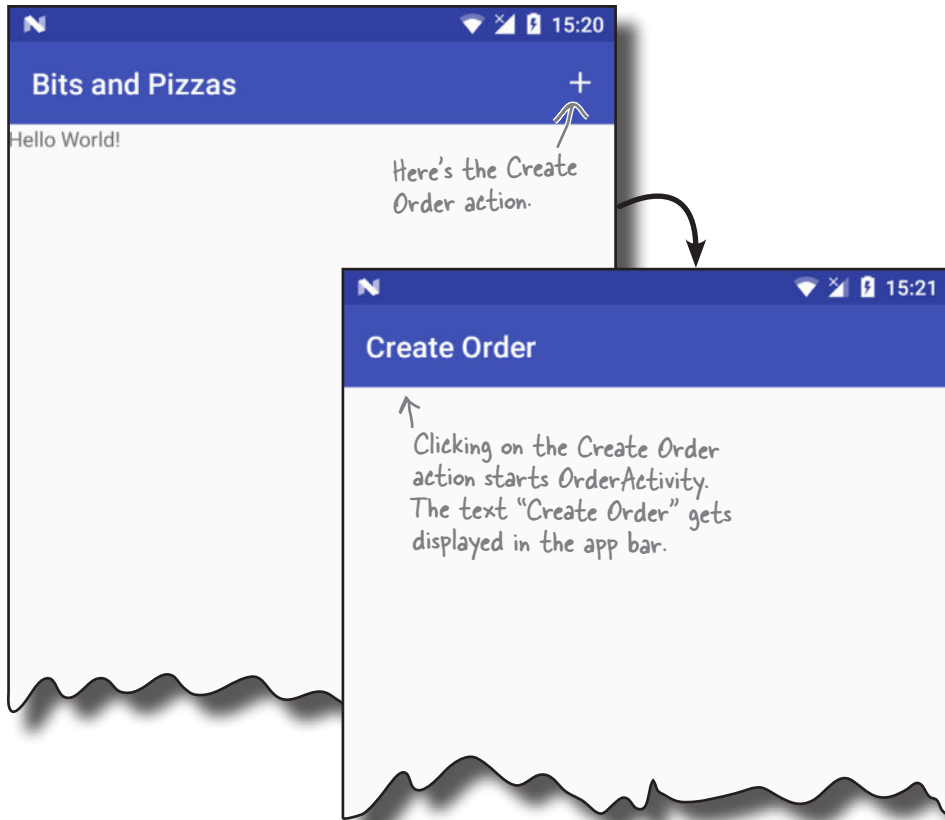 15:20
Bits and Pizzas
+
Hello World!
Here's the Create
Order action.
15:21
Create Order
Clicking on the Create Order
action starts OrderActivity.
The text “Create Order” gets
displayed in the app bar.